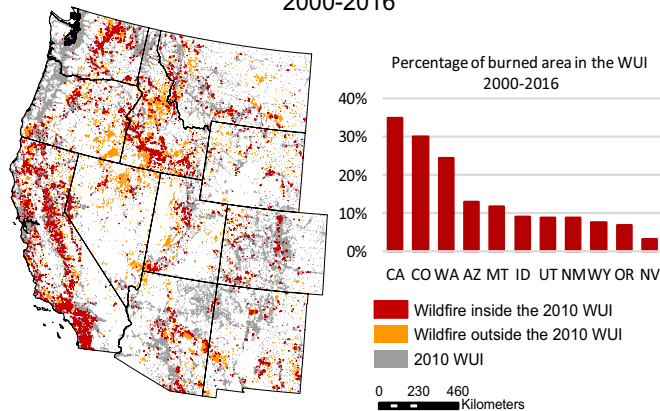 2000-2016
Percentage of burned area in the WUI
2000-2016
40%
30%
20%
10%
0%
CA CO WA AZ MT ID UT NM WY OR NV
Wildfire inside the 2010 WUI
Wildfire outside the 2010 WUI
2010 WUI
0 230 460
Kilometers